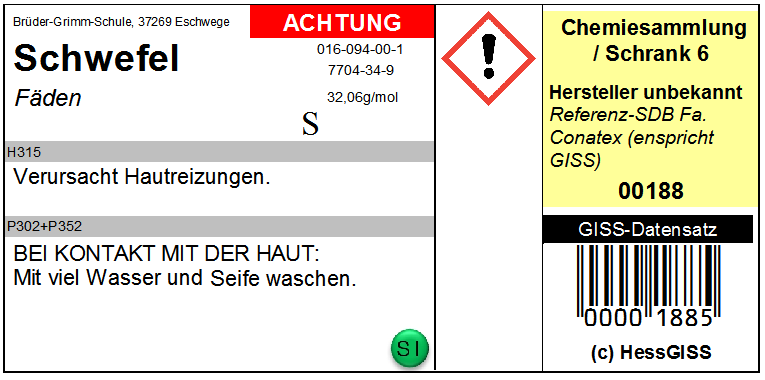 Brüder-Grimm-Schule, 37269 Eschwege
ACHTUNG
Schwefel
016-094-00-1
7704-34-9
Fäden
32,06g/mol
S
H315
Verursacht Hautreizungen.
P302+P352
BEI KONTAKT MIT DER HAUT:
Mit viel Wasser und Seife waschen.
S I
Chemiesammlung
/ Schrank 6
Hersteller unbekannt
Referenz-SDB Fa.
Conatex (enspricht
GISS)
00188
GISS-Datensatz
0000 1885
(c) HessGISS